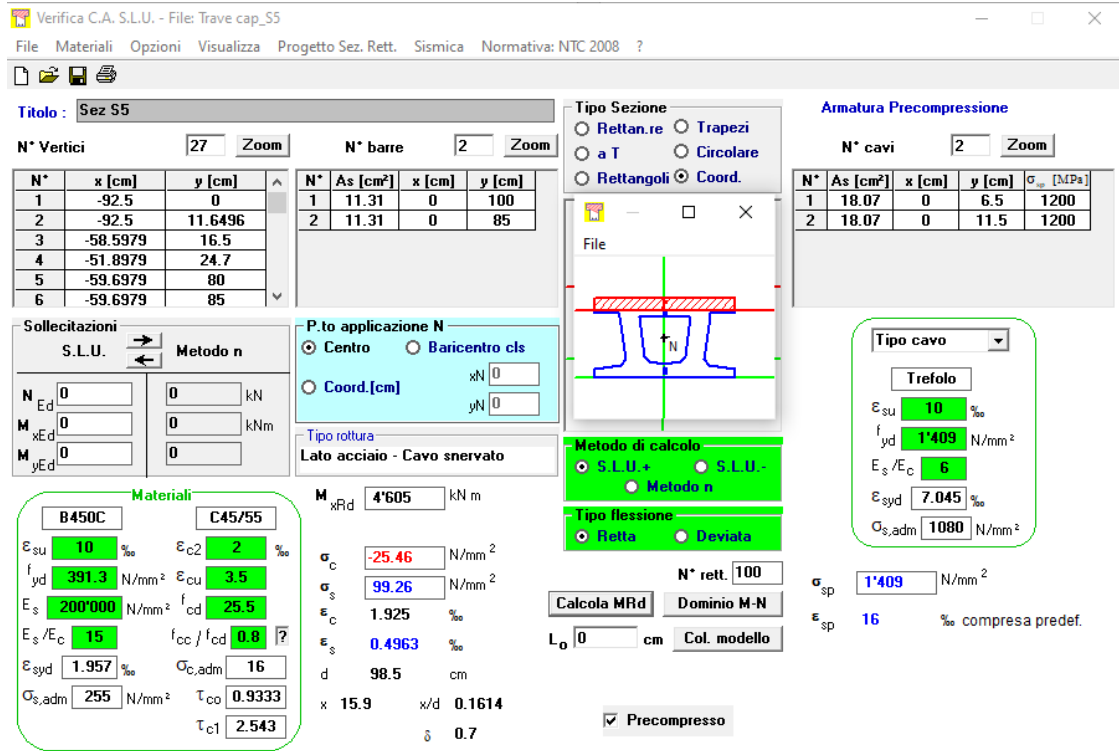 Verifica C.A. S.L.U. - File: Trave cap_S5
File Materiali Opzioni Visualizza Progetto Sez. Rett. Sismica Normativa: NTC 2008 ?
Titolo : Sez S5
N° Vertici 27 Zoom
N° barre 2 Zoom
N° x [cm] y [cm]
1 -92.5 0
2 -92.5 11.6496
3 -58.5979 16.5
4 -51.8979 24.7
5 -59.6979 80
6 -59.6979 85
N° As [cm²] x [cm] y [cm]
1 11.31 0 100
2 11.31 0 85
Tipo Sezione
Rettan.re Trapezi
a T Circolare
Rettangoli Coord.
File
N
Armatura Precompressione
N° cavi 2 Zoom
N° As [cm²] x [cm] y [cm] σsp [MPa]
1 18.07 0 6.5 1200
2 18.07 0 11.5 1200
Sollecitazioni
S.L.U. Metodo n
N Ed 0 0 kN
M xEd 0 0 kNm
M yEd 0 0
P.to applicazione N
Centro Baricentro cls
Coord.[cm] xN 0
yN 0
Tipo rottura
Lato acciaio - Cavo snervato
Materiali
B450C C45/55
εsu 10 ‰ εc2 2 ‰
fyd 391.3 N/mm² εcu 3.5
Es 200'000 N/mm² fcd 25.5
Es /Ec 15 fcc / fcd 0.8 ?
εsyd 1.957 ‰ σc,adm 16
σs,adm 255 N/mm² τco 0.9333
τc1 2.543
M xRd 4'605 kN m
σc -25.46 N/mm²
σs 99.26 N/mm²
εc 1.925 ‰
εs 0.4963 ‰
d 98.5 cm
x 15.9 x/d 0.1614
δ 0.7
Metodo di calcolo
S.L.U.+ S.L.U.-
Metodo n
Tipo flessione
Retta Deviata
N° rett. 100
Calcola MRd Dominio M-N
Lo 0 cm Col. modello
Precompresso
Tipo cavo
Trefolo
εsu 10 ‰
fyd 1'409 N/mm²
Es /Ec 6
εsyd 7.045 ‰
σs,adm 1080 N/mm²
σsp 1'409 N/mm²
εsp 16 ‰ compresa predef.